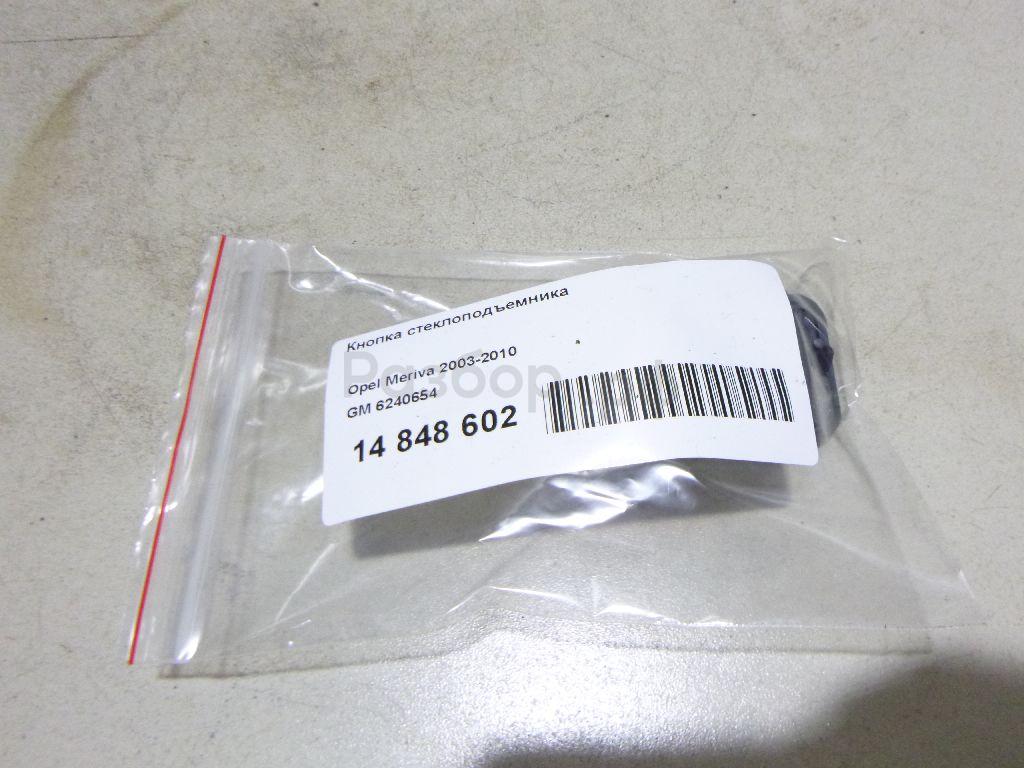 Кнопка стеклоподъемника
Opel Meriva 2003-2010
GM 6240654
14 848 602